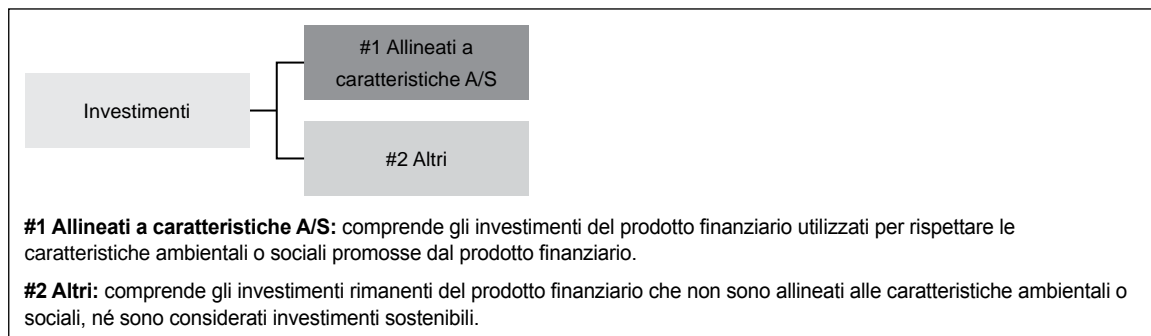 #1 Allineati a
caratteristiche A/S
Investimenti
#2 Altri
#1 Allineati a caratteristiche A/S: comprende gli investimenti del prodotto finanziario utilizzati per rispettare le
caratteristiche ambientali o sociali promosse dal prodotto finanziario.
#2 Altri: comprende gli investimenti rimanenti del prodotto finanziario che non sono allineati alle caratteristiche ambientali o
sociali, né sono considerati investimenti sostenibili.